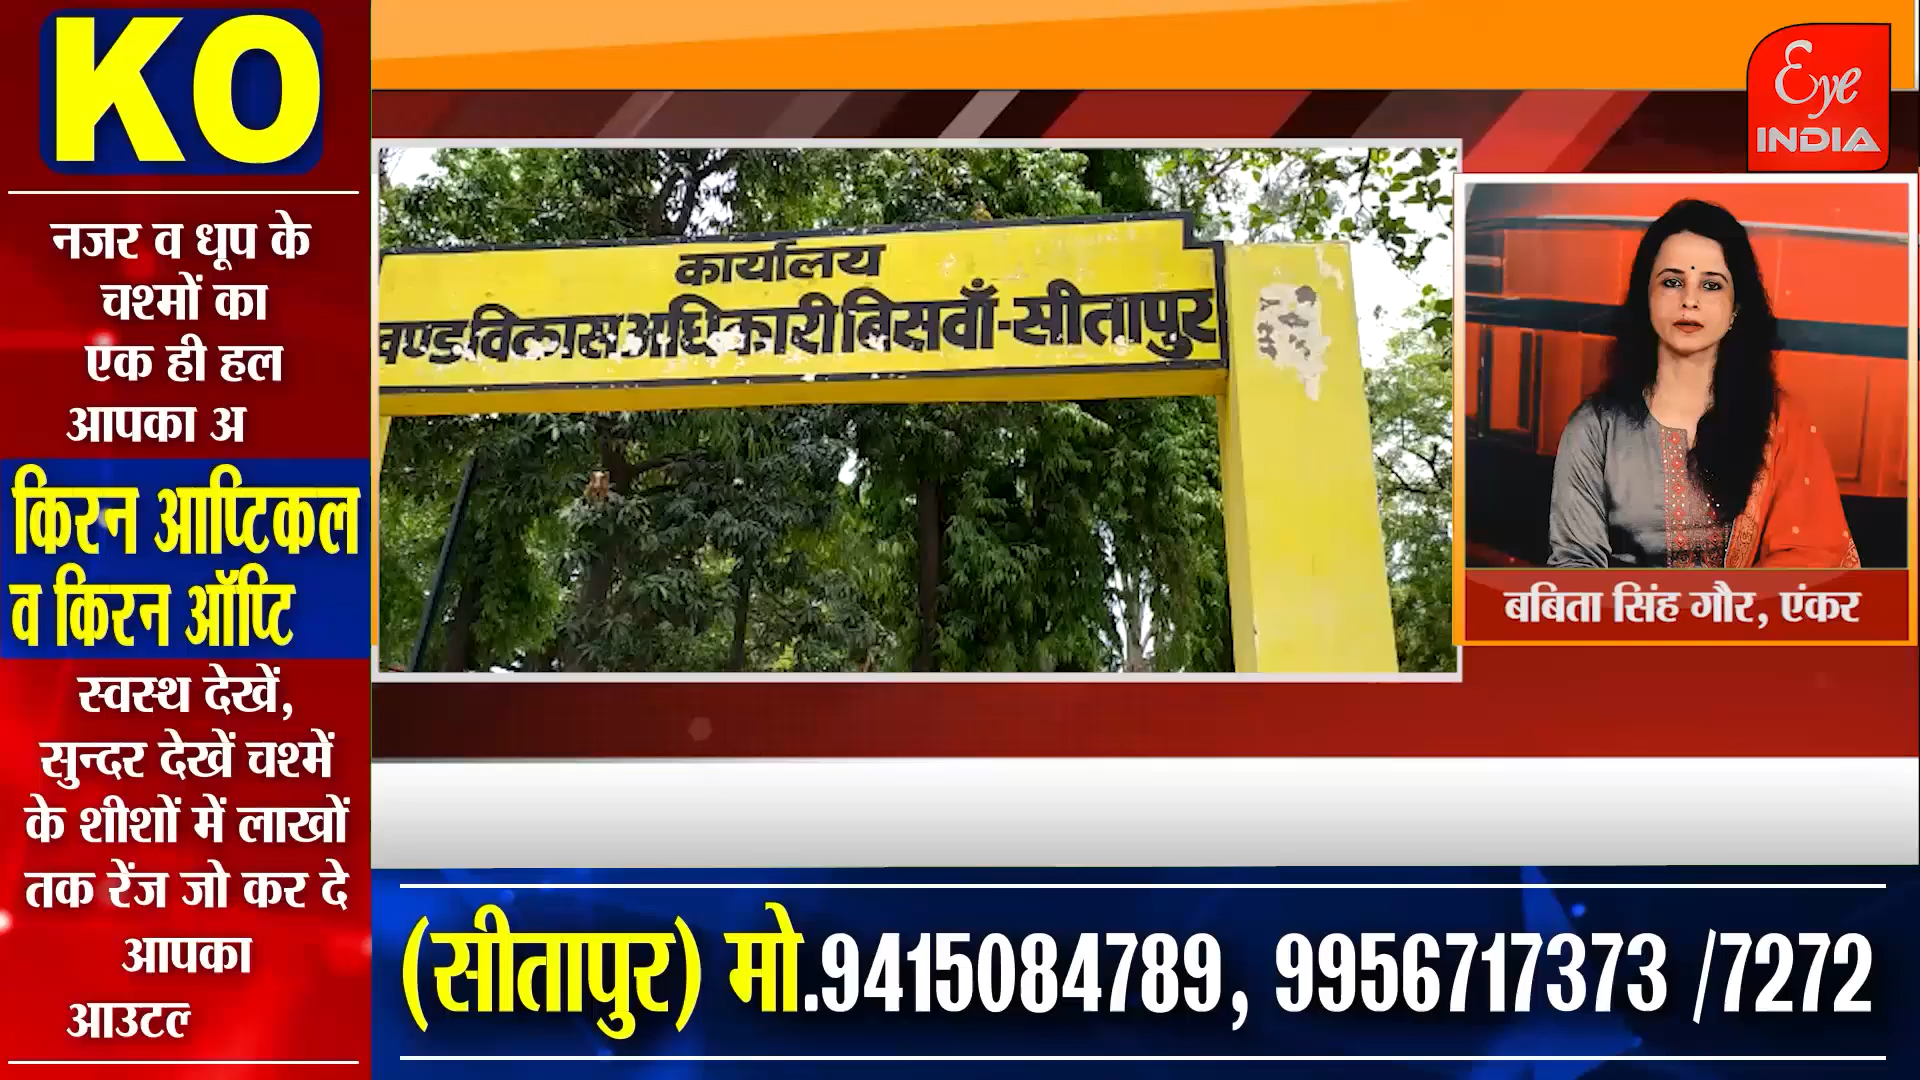 KO
नजर व धूप के
चश्मों का
एक ही हल
आपका अ
किरन आप्टिकल
व किरन ऑप्टि
स्वस्थ देखें,
सुन्दर देखें चश्में
के शीशों में लाखों
तक रेंज जो कर दे
आपका
आउटल
कार्यालय
खण्ड विकास अधिकारी बिसवाँ-सीतापुर
Eye
INDIA
बबिता सिंह गौर, एंकर
(सीतापुर) मो.9415084789, 9956717373 /7272